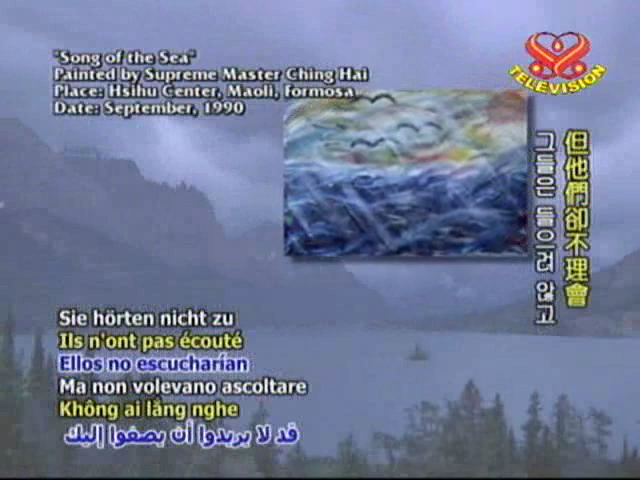 "Song of the Sea"
Painted by Supreme Master Ching Hai
Place: Hsihu Center, Maoli, Formosa
Date: September, 1990
TELEVISION
但他們卻不理會
그들은 들으려 않고
Sie hörten nicht zu
Ils n'ont pas écouté
Ellos no escucharían
Ma non volevano ascoltare
Không ai lắng nghe
قد لا يريدوا أن يصغوا إليك